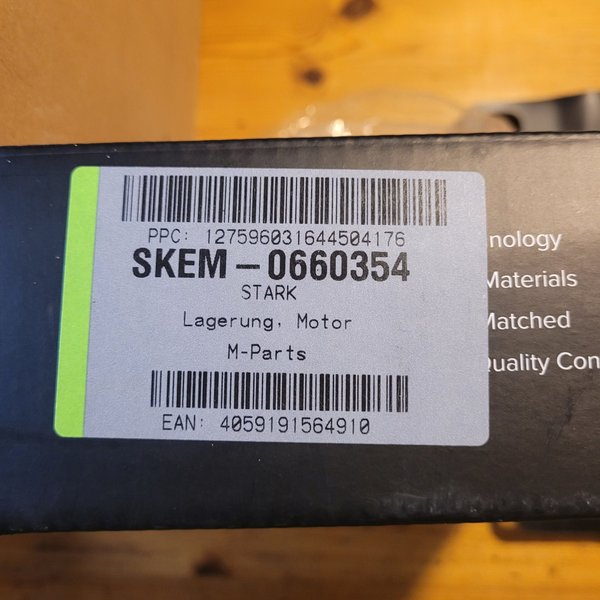 PPC: 127596031644504176
SKEM-0660354
STARK
Lagerung, Motor
M-Parts
EAN: 4059191564910
nology
Materials
Matched
Quality Con